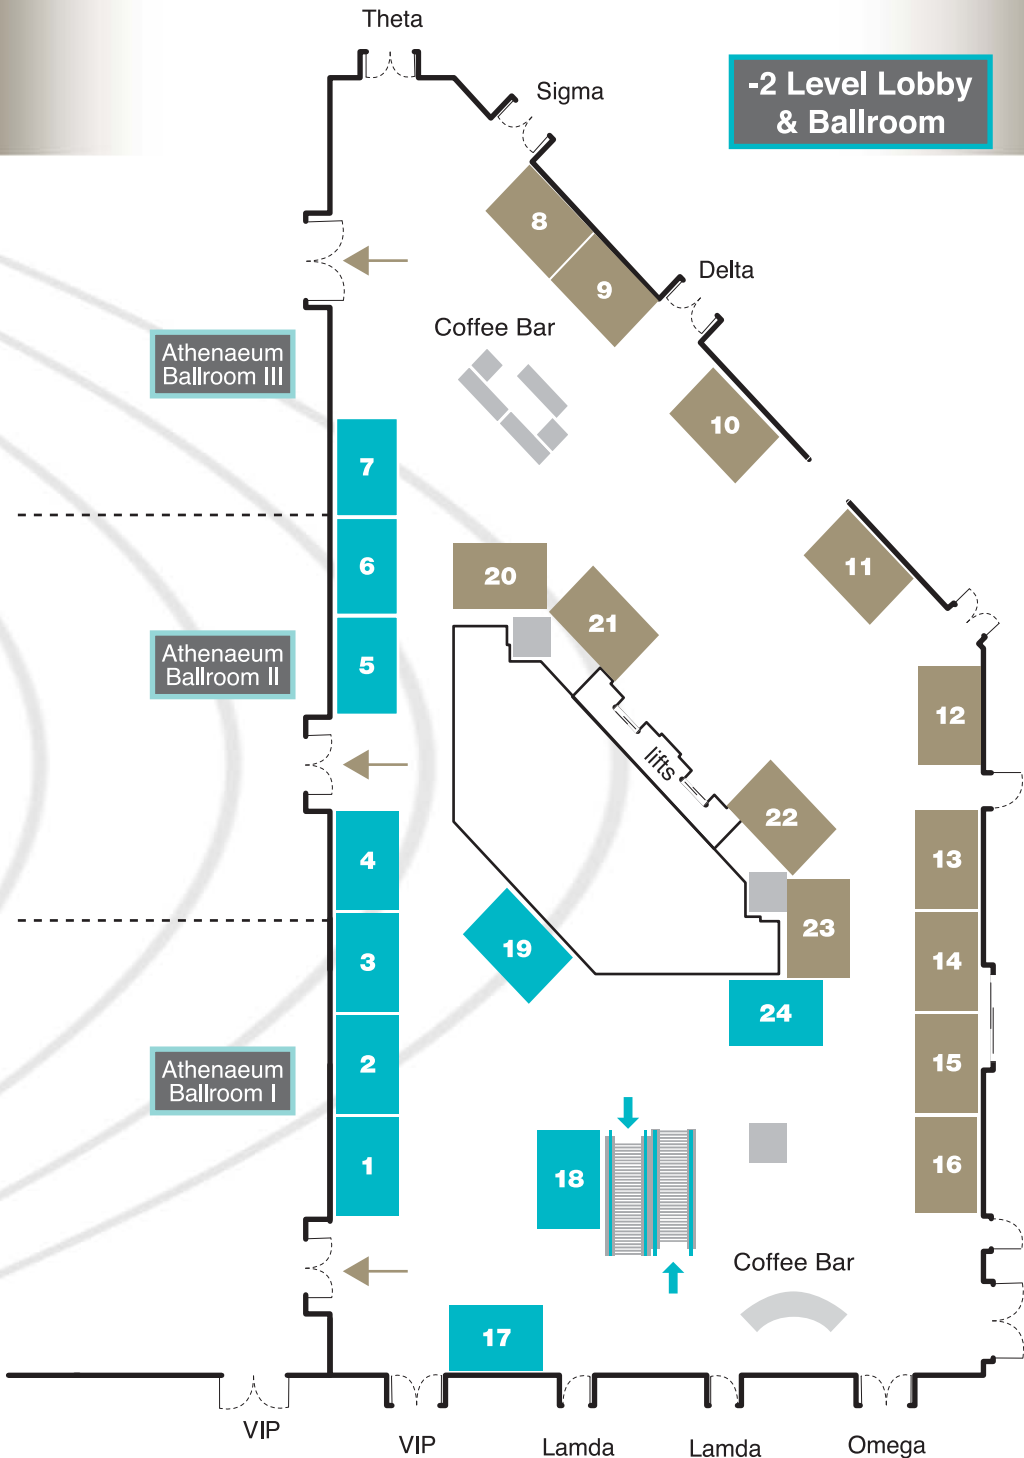 Theta
Sigma
-2 Level Lobby
& Ballroom
8
9
Delta
Coffee Bar
Athenaeum
Ballroom III
10
7
11
6
20
21
Athenaeum
Ballroom II
5
12
lifts
22
4
13
3
19
23
14
24
Athenaeum
Ballroom I
2
15
1
18
16
Coffee Bar
17
VIP
VIP
Lamda
Lamda
Omega